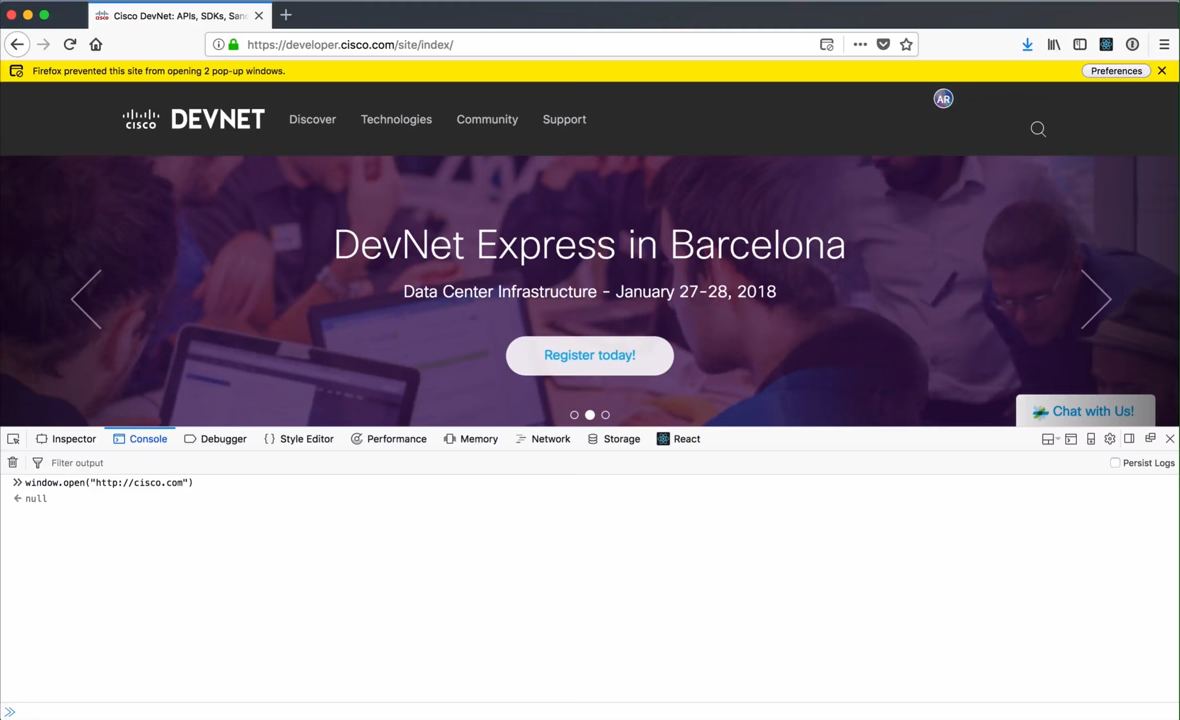 Cisco DevNet: APIs, SDKs, San
https://developer.cisco.com/site/index/
Firefox prevented this site from opening 2 pop-up windows.
Preferences
AR
CISCO DEVNET Discover Technologies Community Support
DevNet Express in Barcelona
Data Center Infrastructure - January 27-28, 2018
Register today!
Chat with Us!
Inspector Console Debugger {} Style Editor Performance Memory Network Storage React
Filter output Persist Logs
window.open("http://cisco.com")
null